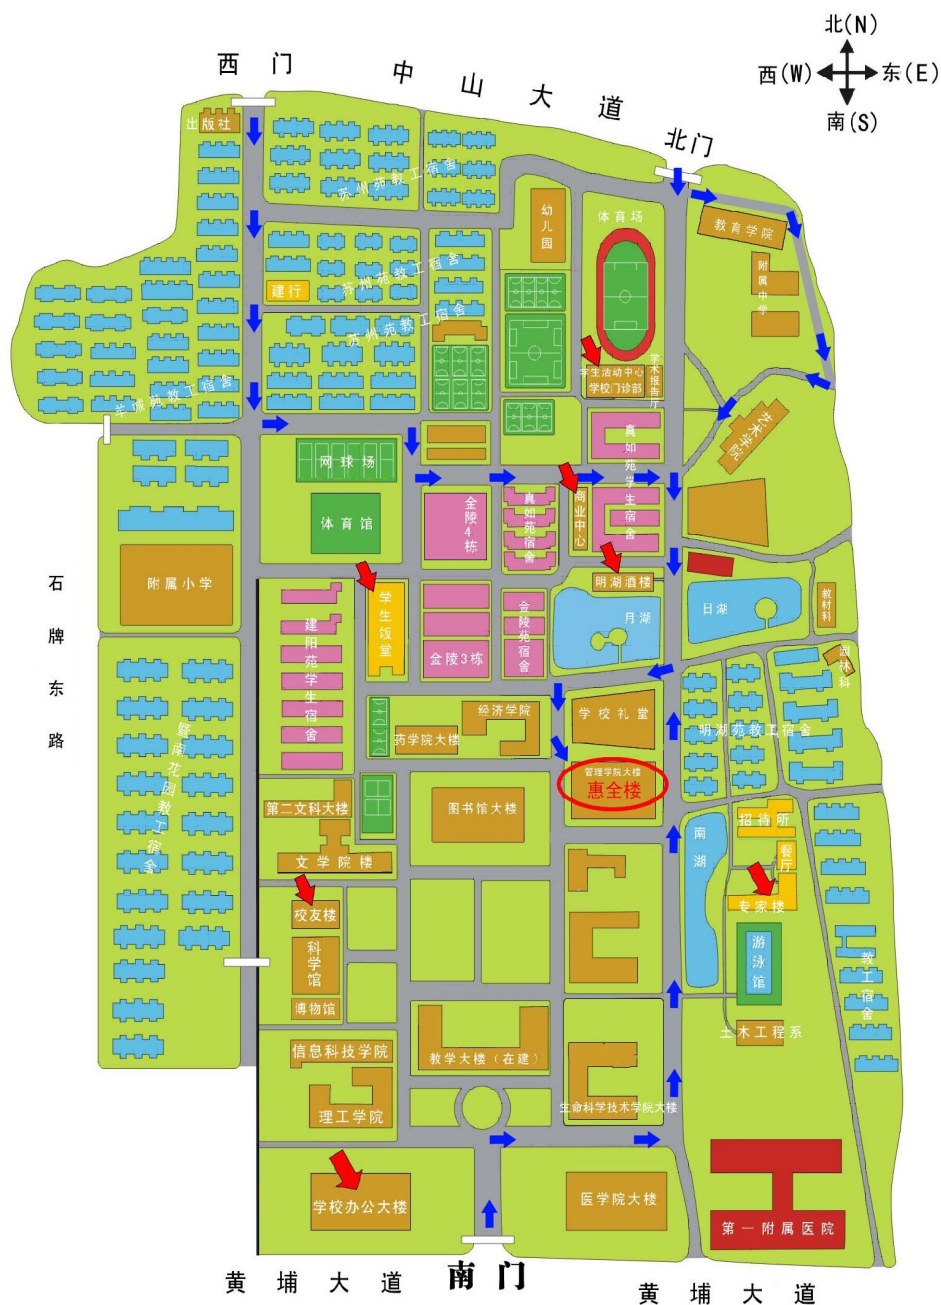 北(N)
西(W)
东(E)
南(S)
西门
中山大道
北门
出版社
苏州苑教工宿舍
幼儿园
体育场
教育学院
附属中学
建行
苏州苑教工宿舍
苏州苑教工宿舍
羊城苑教工宿舍
学生活动中心
学校门诊部
学术报告厅
艺术学院
网球场
体育馆
金陵4栋
真如苑宿舍
商业中心
真如苑学生宿舍
附属小学
石牌东路
学生饭堂
建阳苑学生宿舍
金陵3栋
金陵苑宿舍
明湖酒楼
月湖
日湖
教材科
园林科
暨南花园教工宿舍
药学院大楼
经济学院
学校礼堂
明湖苑教工宿舍
管理学院大楼
惠全楼
第二文科大楼
文学院楼
图书馆大楼
南湖
招待所
餐厅
专家楼
校友楼
科学馆
博物馆
游泳馆
教工宿舍
土木工程系
信息科技学院
理工学院
教学大楼（在建）
生命科学技术学院大楼
学校办公大楼
医学院大楼
第一附属医院
黄埔大道
南门
黄埔大道